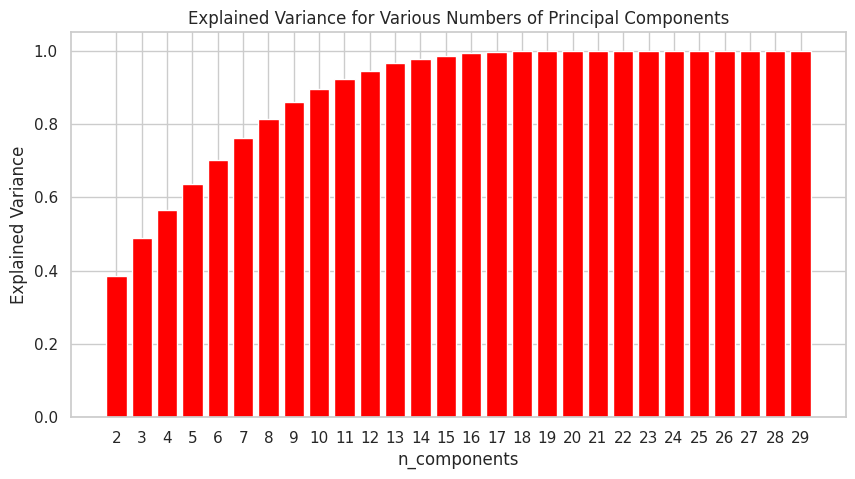 Explained Variance for Various Numbers of Principal Components
Explained Variance
1.0
0.8
0.6
0.4
0.2
0.0
2 3 4 5 6 7 8 9 10 11 12 13 14 15 16 17 18 19 20 21 22 23 24 25 26 27 28 29
n_components